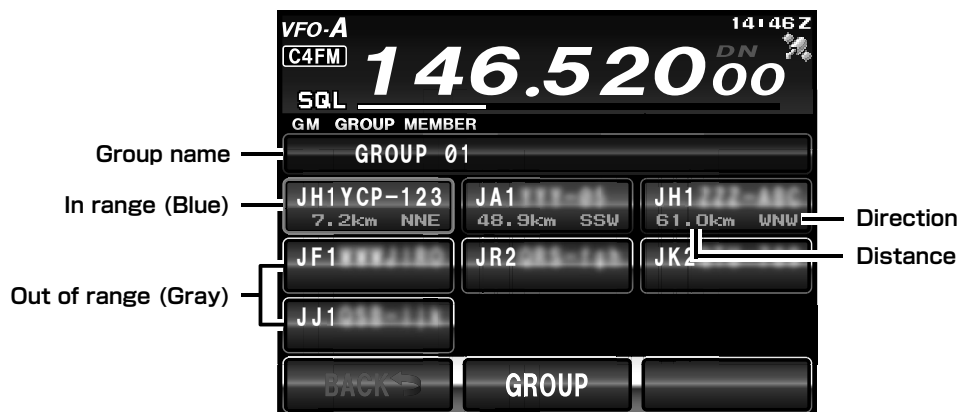 VFO-A 14:46Z
C4FM 146.52000 DN
SQL
GM GROUP MEMBER
Group name GROUP 01
In range (Blue) JH1YCP-123 JA1 JH1
7.2km NNE 48.9km SSW 61.0km WNW Direction
Distance
JF1 JR2 JK2
Out of range (Gray)
JJ1
BACK GROUP